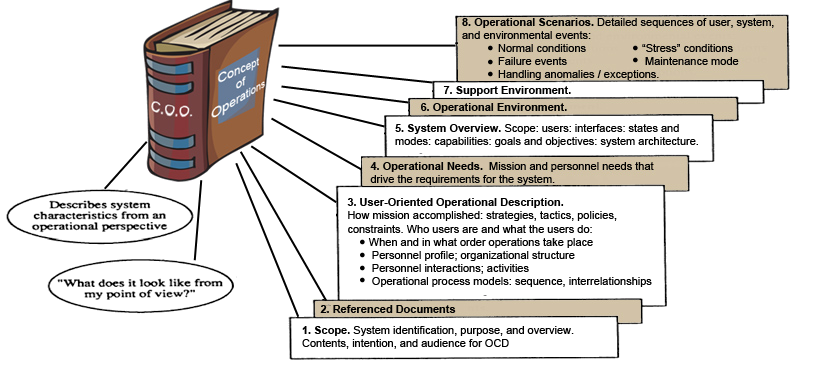 Concept
of
Operations
C.O.O.
Describes system
characteristics from an
operational perspective
"What does it look like from
my point of view?"
8. Operational Scenarios. Detailed sequences of user, system,
and environmental events:
• Normal conditions • "Stress" conditions
• Failure events • Maintenance mode
• Handling anomalies / exceptions.
7. Support Environment.
6. Operational Environment.
5. System Overview. Scope: users: interfaces: states and
modes: capabilities: goals and objectives: system architecture.
4. Operational Needs. Mission and personnel needs that
drive the requirements for the system.
3. User-Oriented Operational Description.
How mission accomplished: strategies, tactics, policies,
constraints. Who users are and what the users do:
• When and in what order operations take place
• Personnel profile; organizational structure
• Personnel interactions; activities
• Operational process models: sequence, interrelationships
2. Referenced Documents
1. Scope. System identification, purpose, and overview.
Contents, intention, and audience for OCD